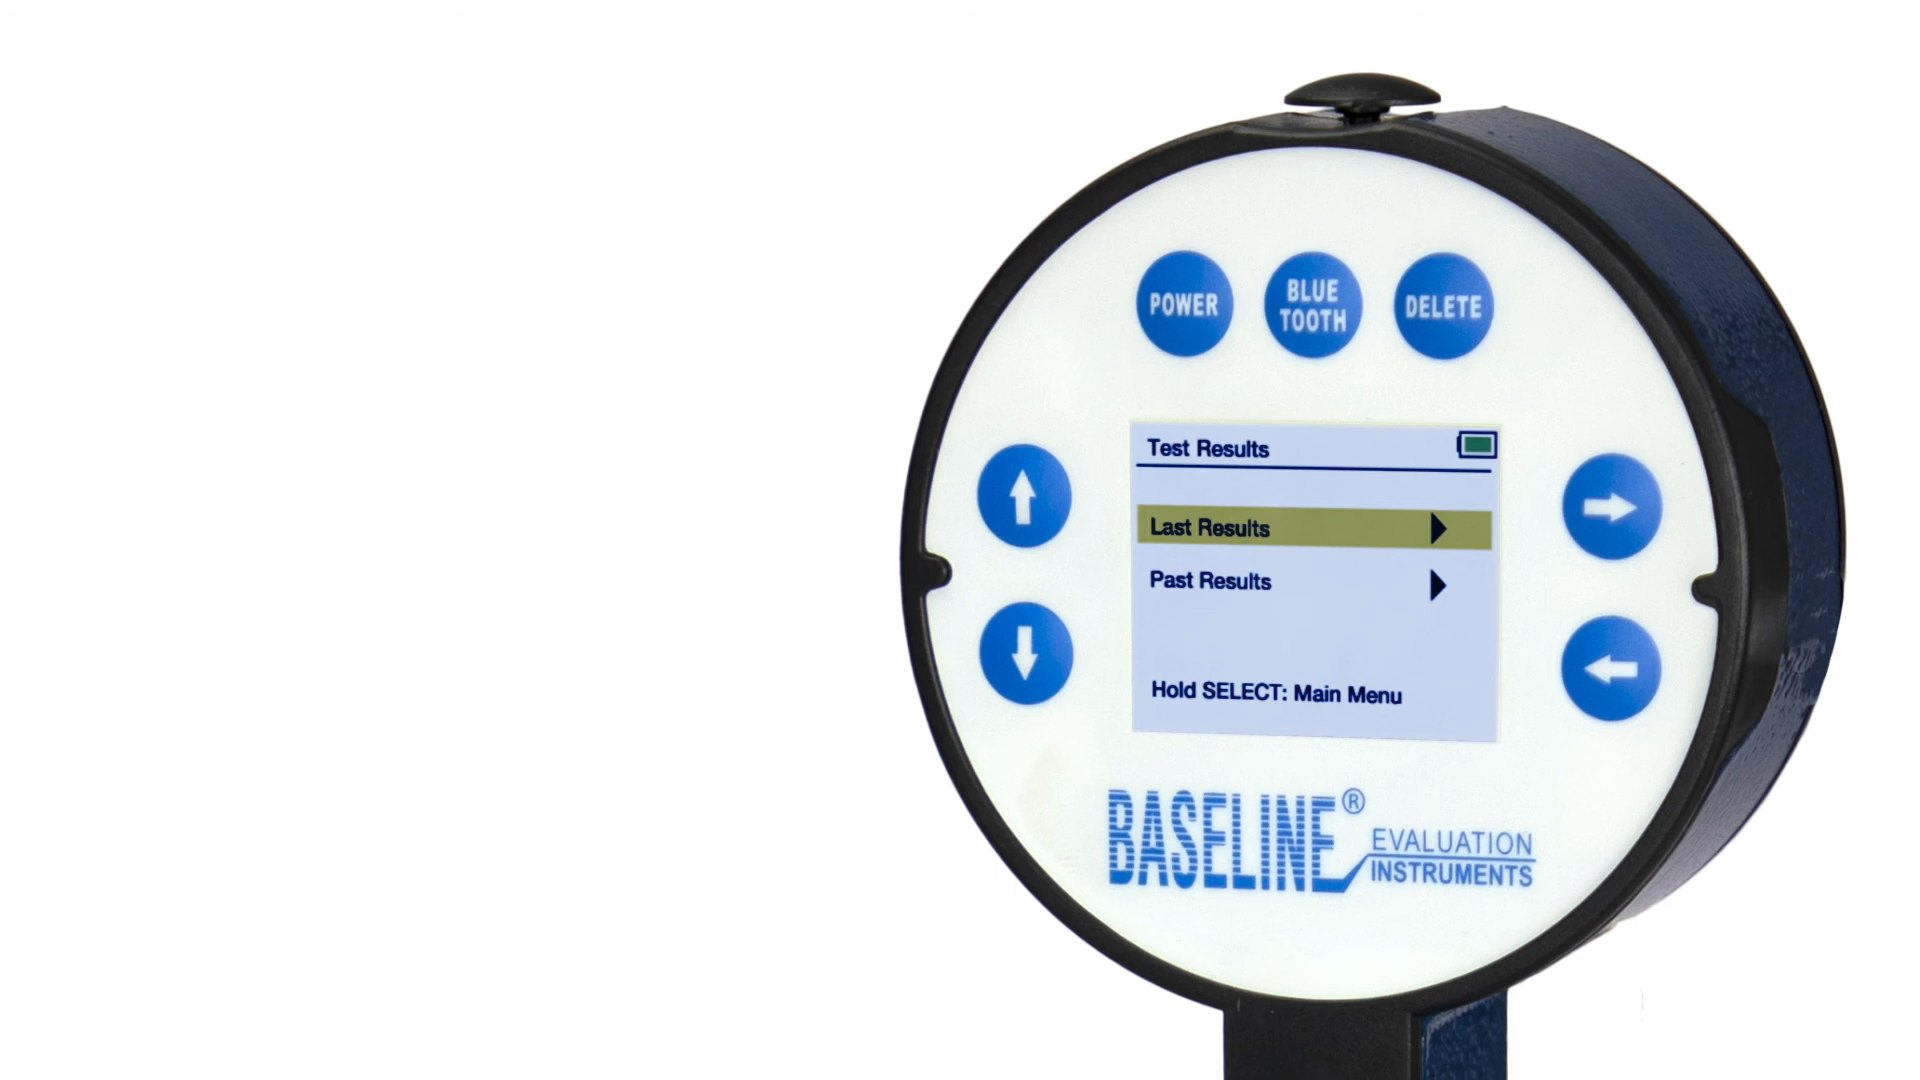 POWER
BLUE
TOOTH
DELETE
Test Results
Last Results
Past Results
Hold SELECT: Main Menu
BASELINE®
EVALUATION
INSTRUMENTS